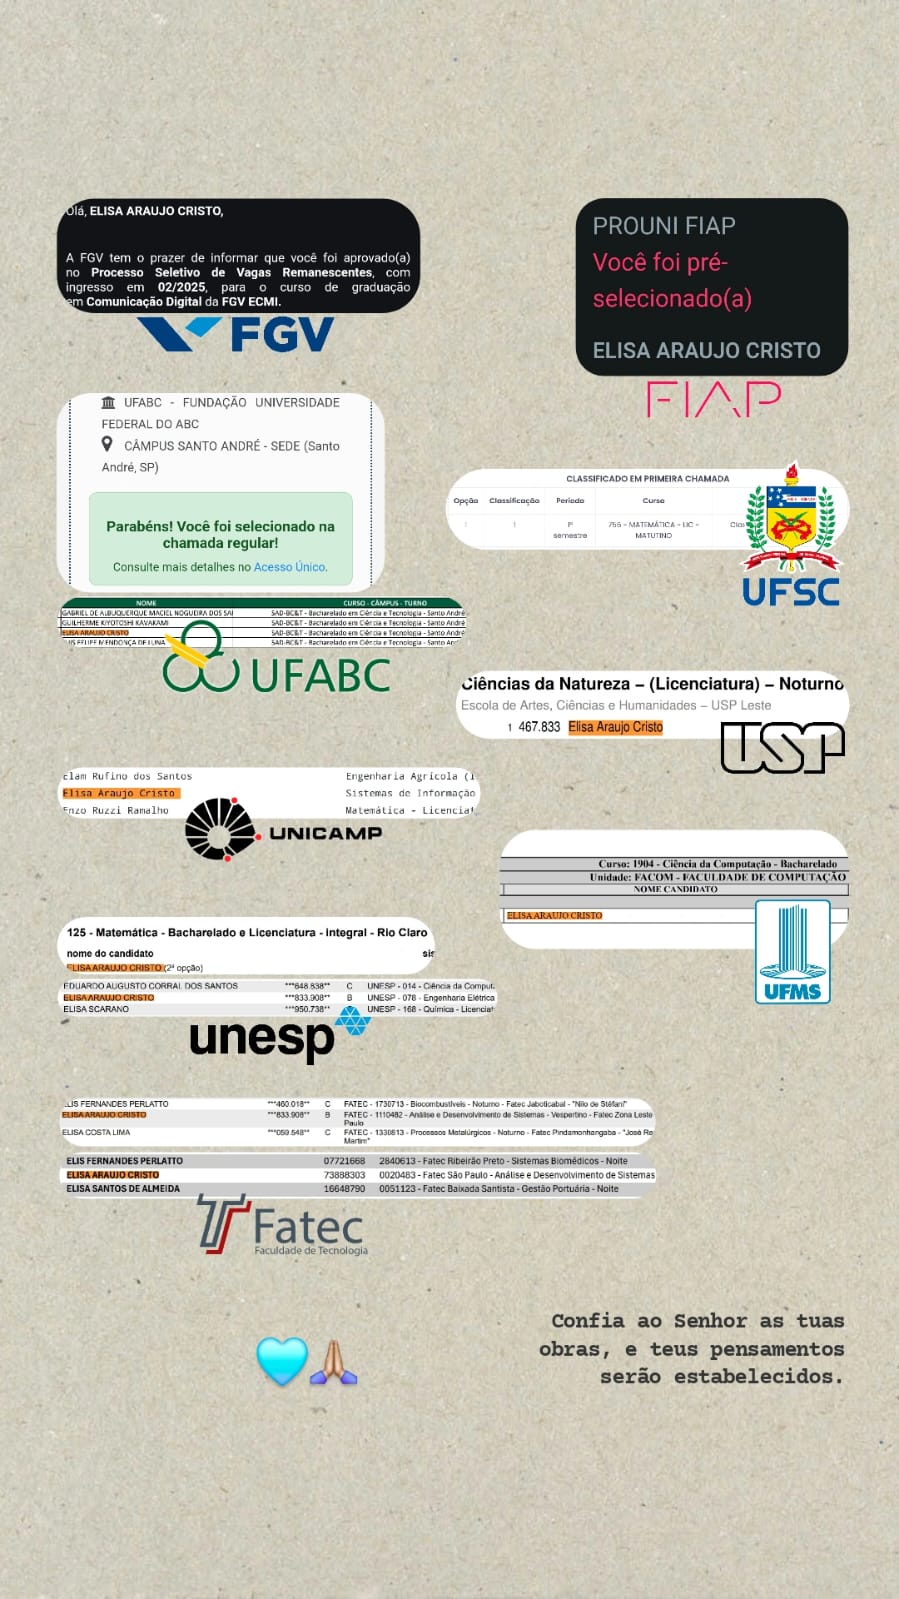 Olá, ELISA ARAUJO CRISTO,
A FGV tem o prazer de informar que você foi aprovado(a)
no Processo Seletivo de Vagas Remanescentes, com
ingresso em 02/2025, para o curso de graduação
em Comunicação Digital da FGV ECMI.
FGV
PROUNI FIAP
Você foi pré-
selecionado(a)
ELISA ARAUJO CRISTO
FIAP
UFABC - FUNDAÇÃO UNIVERSIDADE
FEDERAL DO ABC
CÂMPUS SANTO ANDRÉ - SEDE (Santo
André, SP)
Parabéns! Você foi selecionado na
chamada regular!
Consulte mais detalhes no Acesso Único.
NOME CURSO - CÂMPUS - TURNO
GABRIEL DE ALBUQUERQUE MACIEL NOGUEIRA DOS SAI SAD-BC&T - Bacharelado em Ciência e Tecnologia - Santo André
GUILHERME KIYOTOSHI KAVAKAMI SAD-BC&T - Bacharelado em Ciência e Tecnologia - Santo André
ELISA ARAUJO CRISTO SAD-BC&T - Bacharelado em Ciência e Tecnologia - Santo André
LUIS FELIPE MENDONÇA DE LUNA SAD-BC&T - Bacharelado em Ciência e Tecnologia - Santo
UFABC
CLASSIFICADO EM PRIMEIRA CHAMADA
Opção Classificação Período Curso
1 1 1º semestre 755 - MATEMÁTICA - LIC - MATUTINO
UFSC
Ciências da Natureza – (Licenciatura) – Noturno
Escola de Artes, Ciências e Humanidades – USP Leste
1 467.833 Elisa Araujo Cristo
USP
Elam Rufino dos Santos Engenharia Agrícola
Elisa Araujo Cristo Sistemas de Informação
Enzo Ruzzi Ramalho Matemática - Licenciat
UNICAMP
Curso: 1904 - Ciência da Computação - Bacharelado
Unidade: FACOM - FACULDADE DE COMPUTAÇÃO
NOME CANDIDATO
ELISA ARAUJO CRISTO
UFMS
125 - Matemática - Bacharelado e Licenciatura - integral - Rio Claro
nome do candidato sis
ELISA ARAUJO CRISTO (2ª opção)
EDUARDO AUGUSTO CORRAL DOS SANTOS ***648.838** C UNESP - 014 - Ciência da Comput
ELISA ARAUJO CRISTO ***833.908** B UNESP - 078 - Engenharia Elétrica
ELISA SCARANO ***950.738** C UNESP - 168 - Química - Licenciat
unesp
ELIS FERNANDES PERLATTO ***460.018** C FATEC - 1730713 - Biocombustíveis - Noturno - Fatec Jaboticabal - "Nilo de Stéfani"
ELISA ARAUJO CRISTO ***833.908** B FATEC - 1110482 - Análise e Desenvolvimento de Sistemas - Vespertino - Fatec Zona Leste
Paulo
ELISA COSTA LIMA ***059.548** C FATEC - 1330613 - Processos Metalúrgicos - Noturno - Fatec Pindamonhangaba - "José Re
Martim"
ELIS FERNANDES PERLATTO 07721668 2840613 - Fatec Ribeirão Preto - Sistemas Biomédicos - Noite
ELISA ARAUJO CRISTO 73888303 0020483 - Fatec São Paulo - Análise e Desenvolvimento de Sistemas
ELISA SANTOS DE ALMEIDA 16648790 0051123 - Fatec Baixada Santista - Gestão Portuária - Noite
Fatec
Faculdade de Tecnologia
Confia ao Senhor as tuas
obras, e teus pensamentos
serão estabelecidos.